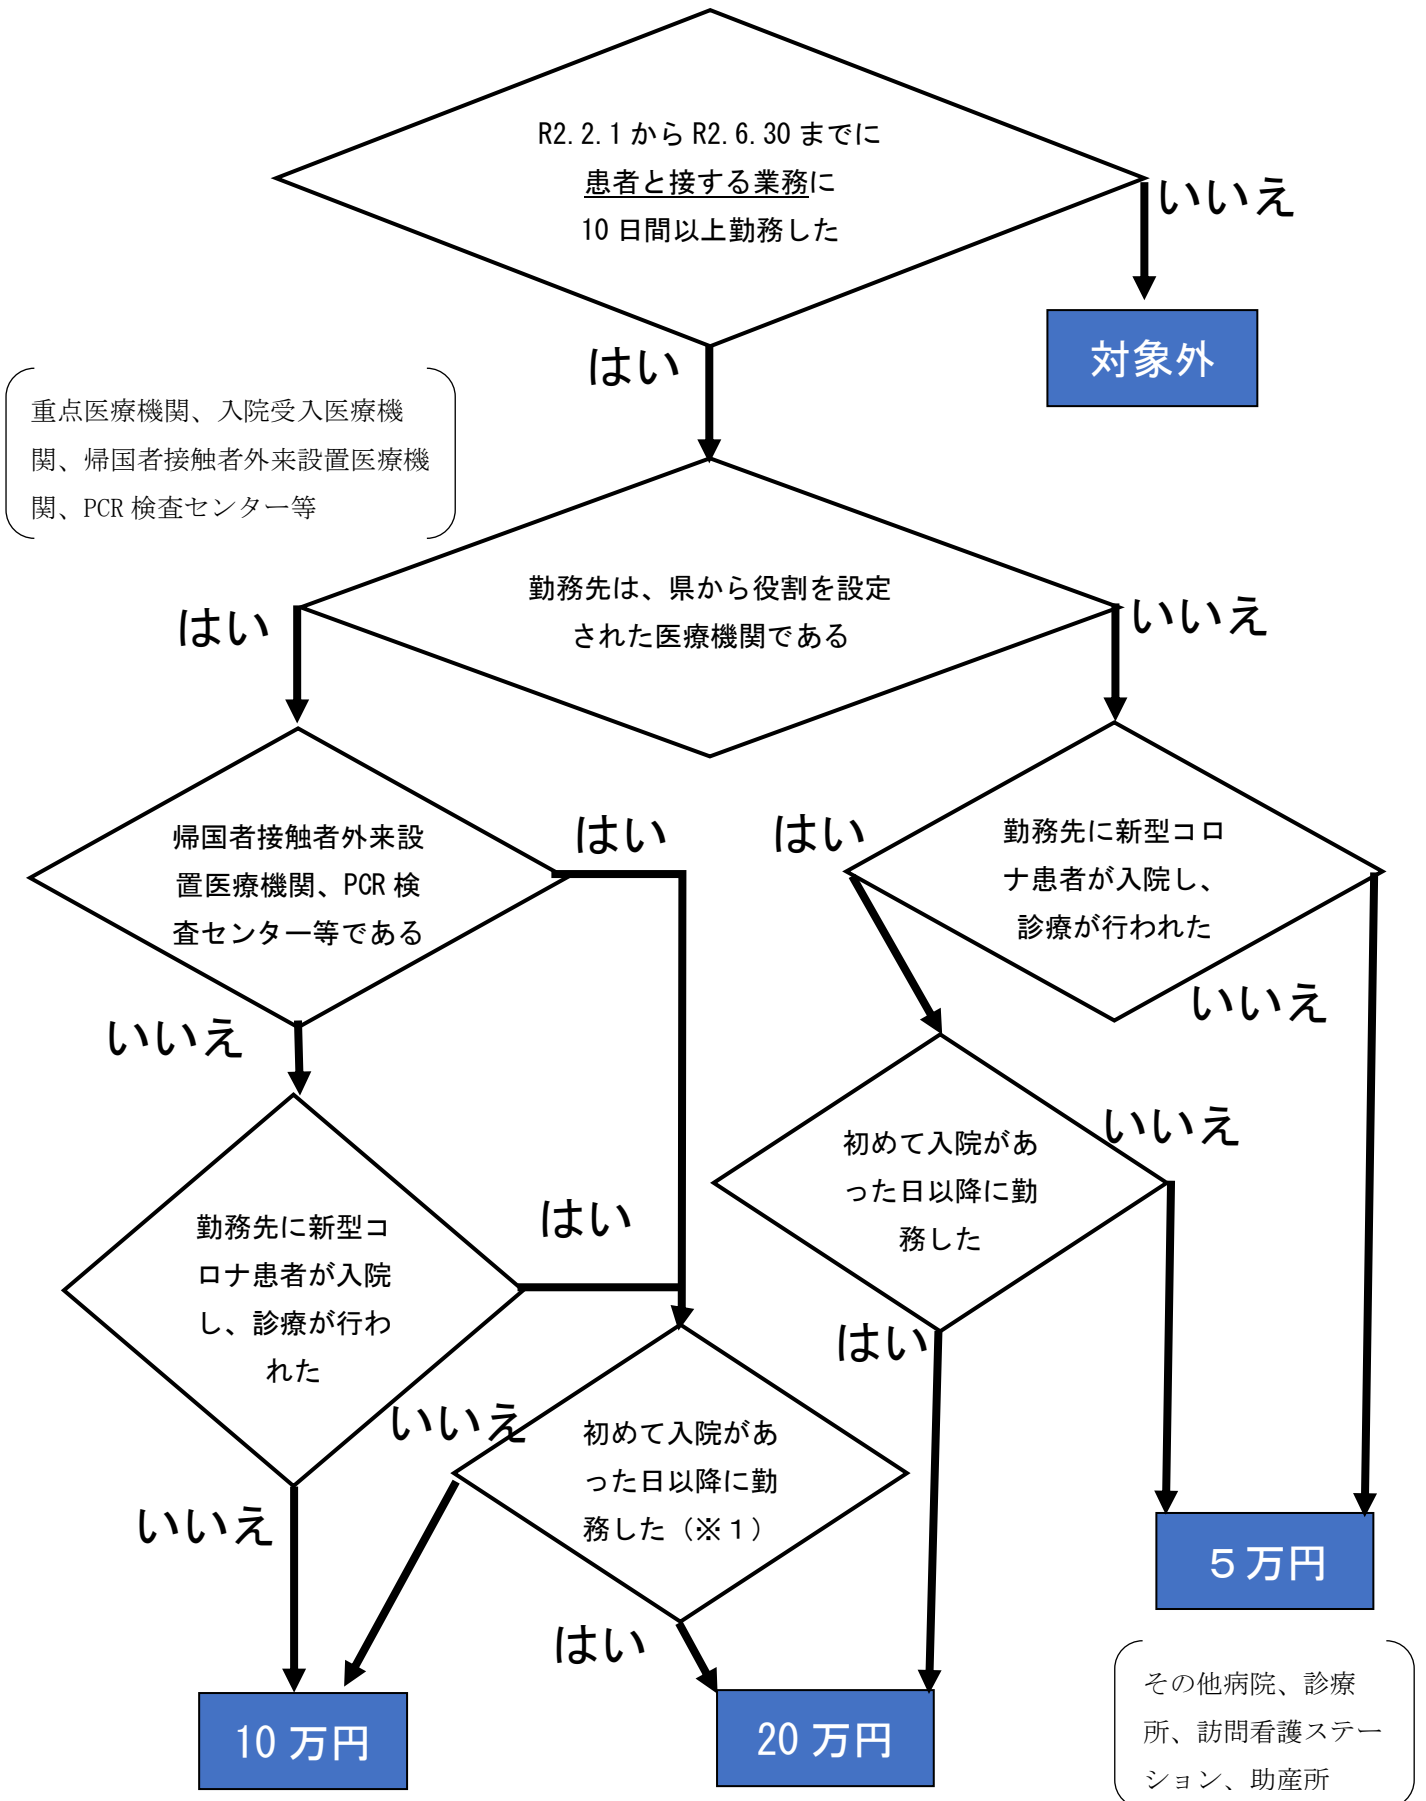 R2.2.1 から R2.6.30 までに
患者と接する業務に
10 日間以上勤務した
いいえ
対象外
はい
重点医療機関、入院受入医療機
関、帰国者接触者外来設置医療機
関、PCR 検査センター等
勤務先は、県から役割を設定
された医療機関である
はい
いいえ
帰国者接触者外来設
置医療機関、PCR 検
査センター等である
はい
はい
勤務先に新型コロ
ナ患者が入院し、
診療が行われた
いいえ
いいえ
初めて入院があ
った日以降に勤
務した
いいえ
勤務先に新型コ
ロナ患者が入院
し、診療が行わ
れた
はい
はい
いいえ
初めて入院があ
った日以降に勤
務した（※１）
いいえ
はい
５万円
その他病院、診療
所、訪問看護ステー
ション、助産所
10 万円
20 万円